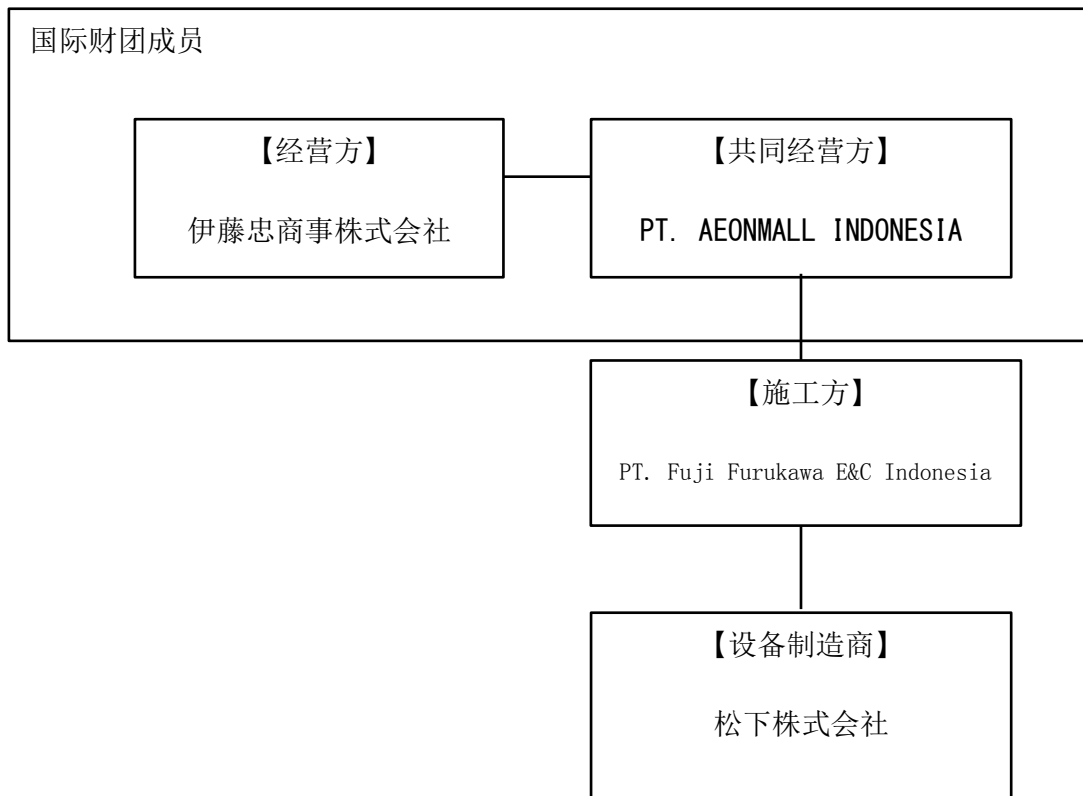 国际财团成员
【经营方】
伊藤忠商事株式会社
【共同经营方】
PT. AEONMALL INDONESIA
【施工方】
PT. Fuji Furukawa E&C Indonesia
【设备制造商】
松下株式会社